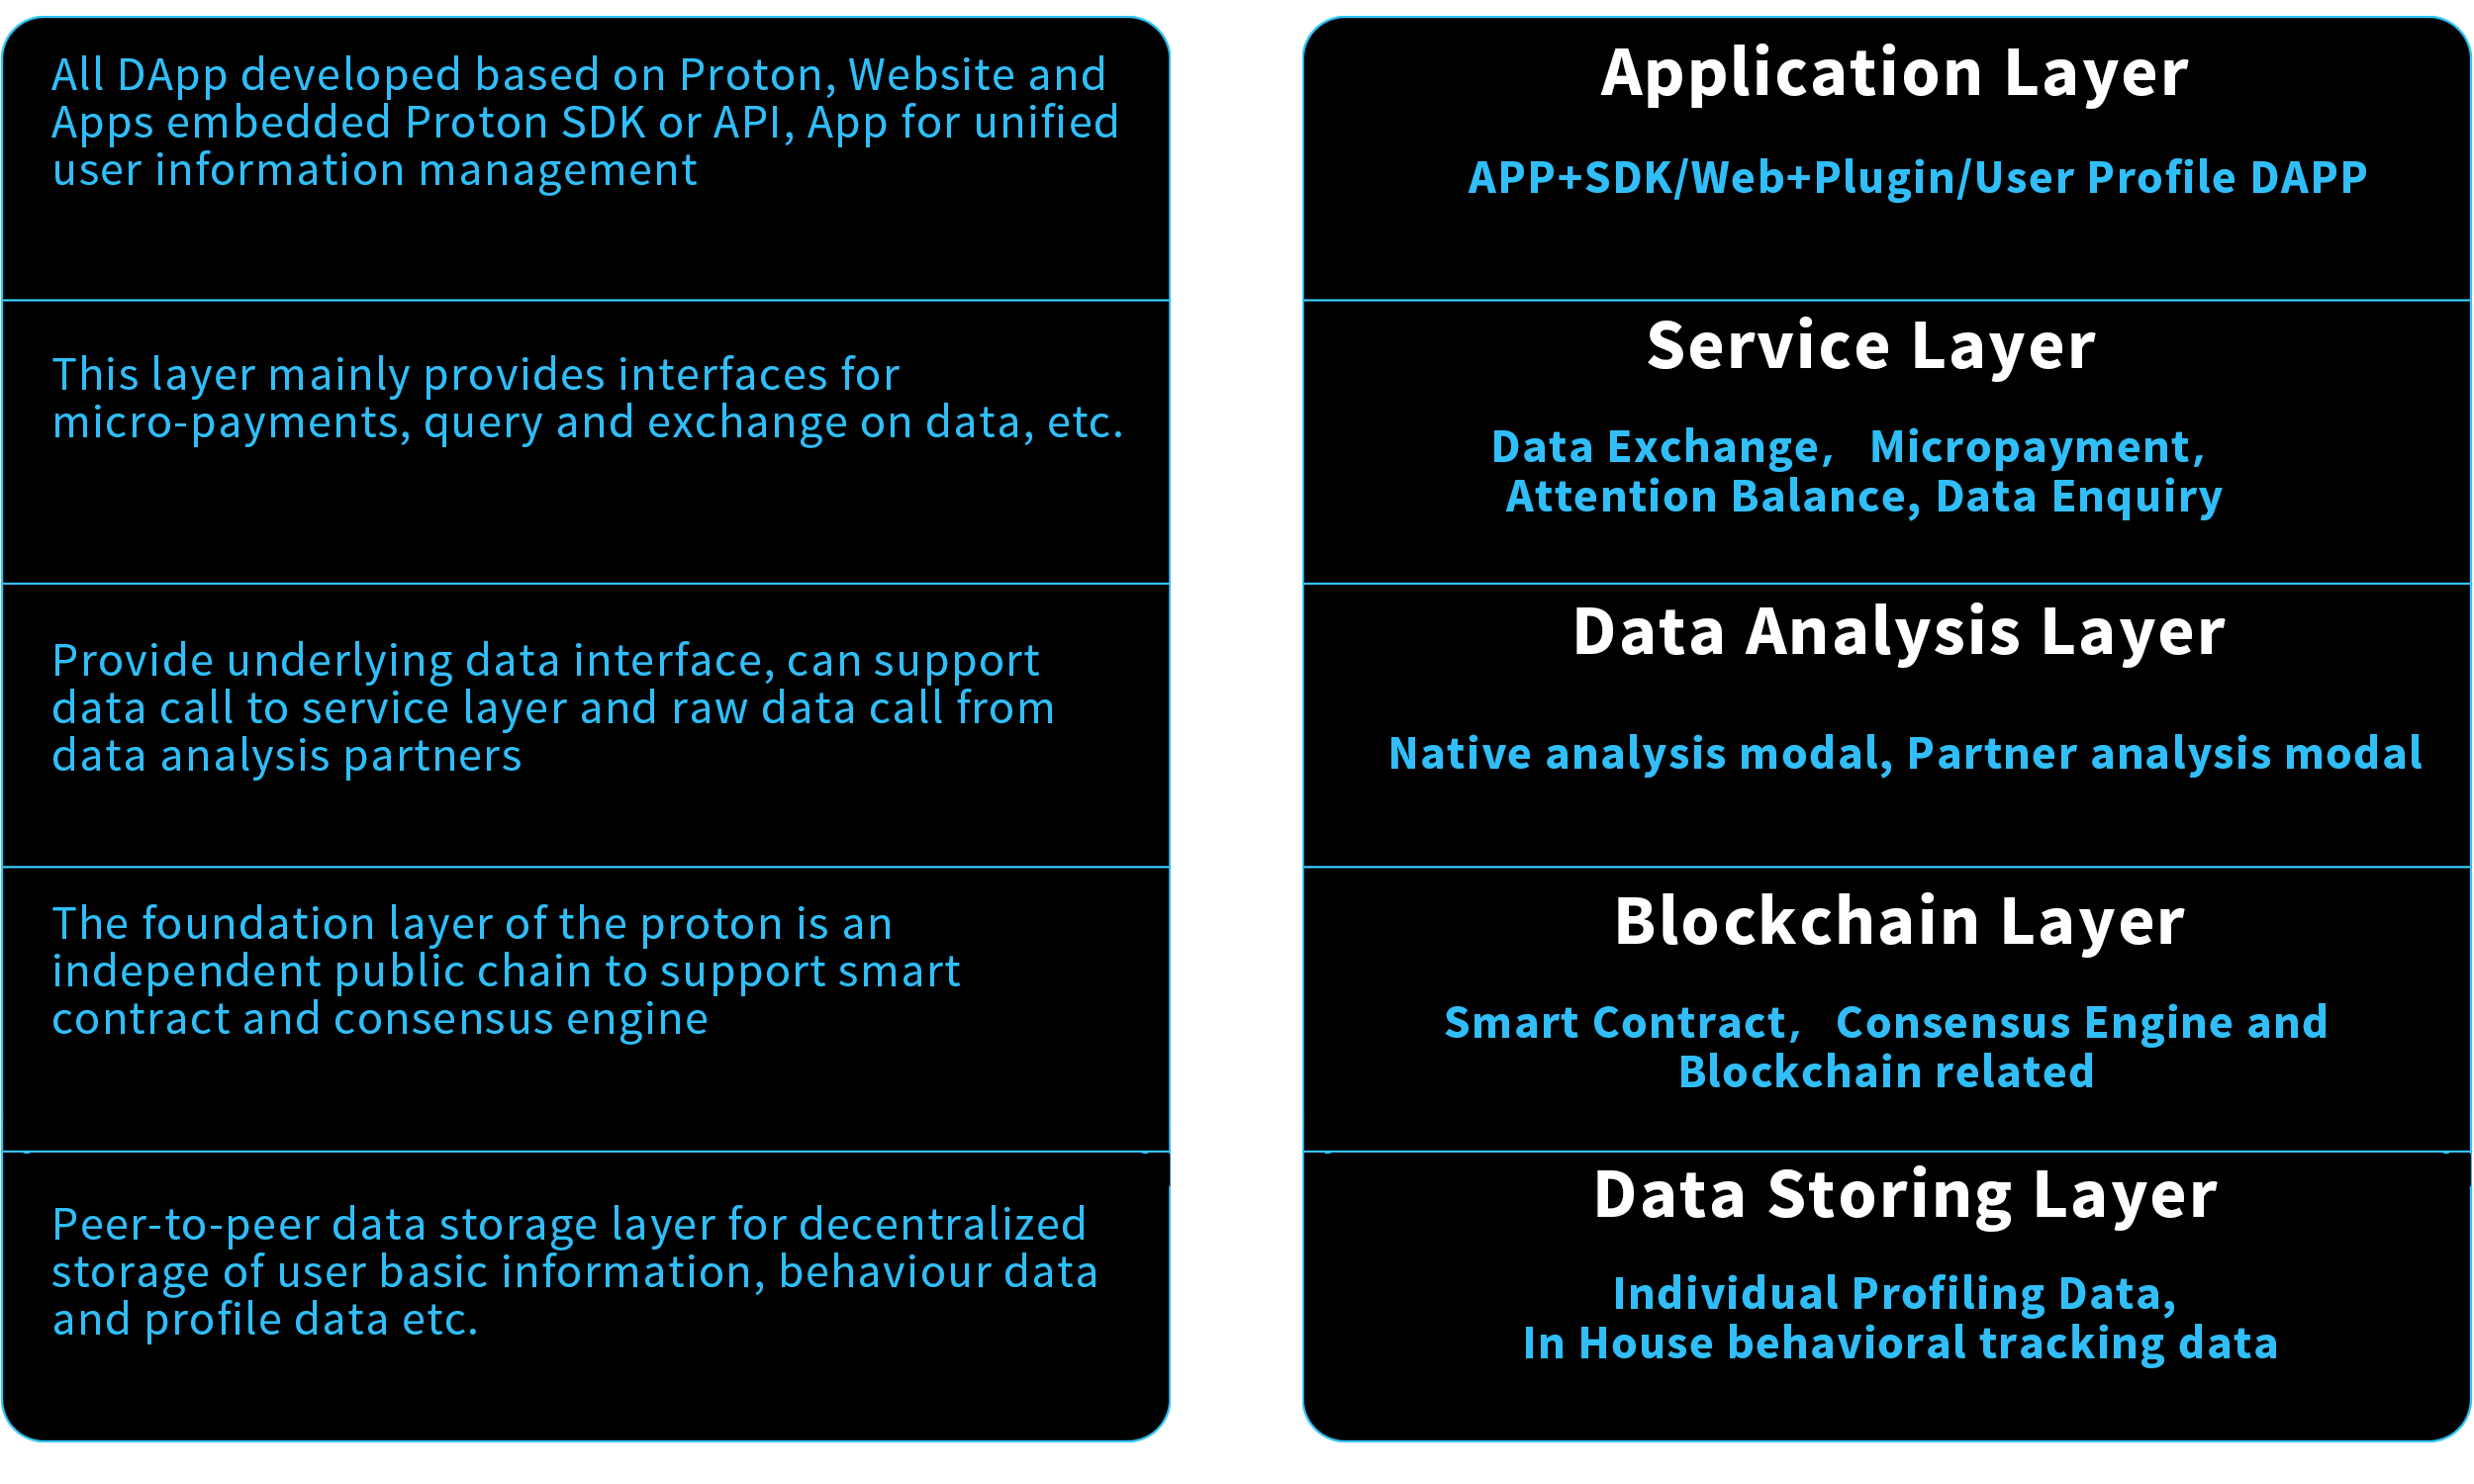 All DApp developed based on Proton, Website and
Apps embedded Proton SDK or API, App for unified
user information management
Application Layer
APP+SDK/Web+Plugin/User Profile DAPP
This layer mainly provides interfaces for
micro-payments, query and exchange on data, etc.
Service Layer
Data Exchange,  Micropayment,
Attention Balance, Data Enquiry
Provide underlying data interface, can support
data call to service layer and raw data call from
data analysis partners
Data Analysis Layer
Native analysis modal, Partner analysis modal
The foundation layer of the proton is an
independent public chain to support smart
contract and consensus engine
Blockchain Layer
Smart Contract,  Consensus Engine and
Blockchain related
Peer-to-peer data storage layer for decentralized
storage of user basic information, behaviour data
and profile data etc.
Data Storing Layer
Individual Profiling Data,
In House behavioral tracking data